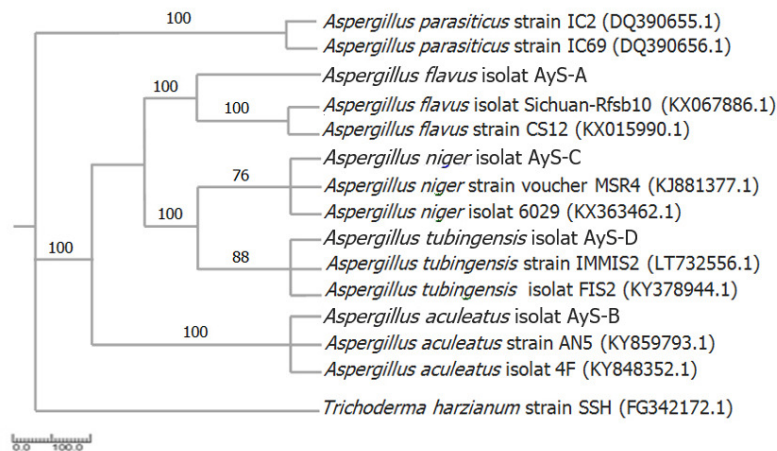 100
Aspergillus parasiticus strain IC2 (DQ390655.1)
Aspergillus parasiticus strain IC69 (DQ390656.1)
100
Aspergillus flavus isolat AyS-A
100
Aspergillus flavus isolat Sichuan-Rfsb10 (KX067886.1)
Aspergillus flavus strain CS12 (KX015990.1)
Aspergillus niger isolat AyS-C
76
Aspergillus niger strain voucher MSR4 (KJ881377.1)
Aspergillus niger isolat 6029 (KX363462.1)
100
Aspergillus tubingensis isolat AyS-D
100
88
Aspergillus tubingensis strain IMMIS2 (LT732556.1)
Aspergillus tubingensis isolat FIS2 (KY378944.1)
Aspergillus aculeatus isolat AyS-B
100
Aspergillus aculeatus strain AN5 (KY859793.1)
Aspergillus aculeatus isolat 4F (KY848352.1)
Trichoderma harzianum strain SSH (FG342172.1)
0.0 100.0